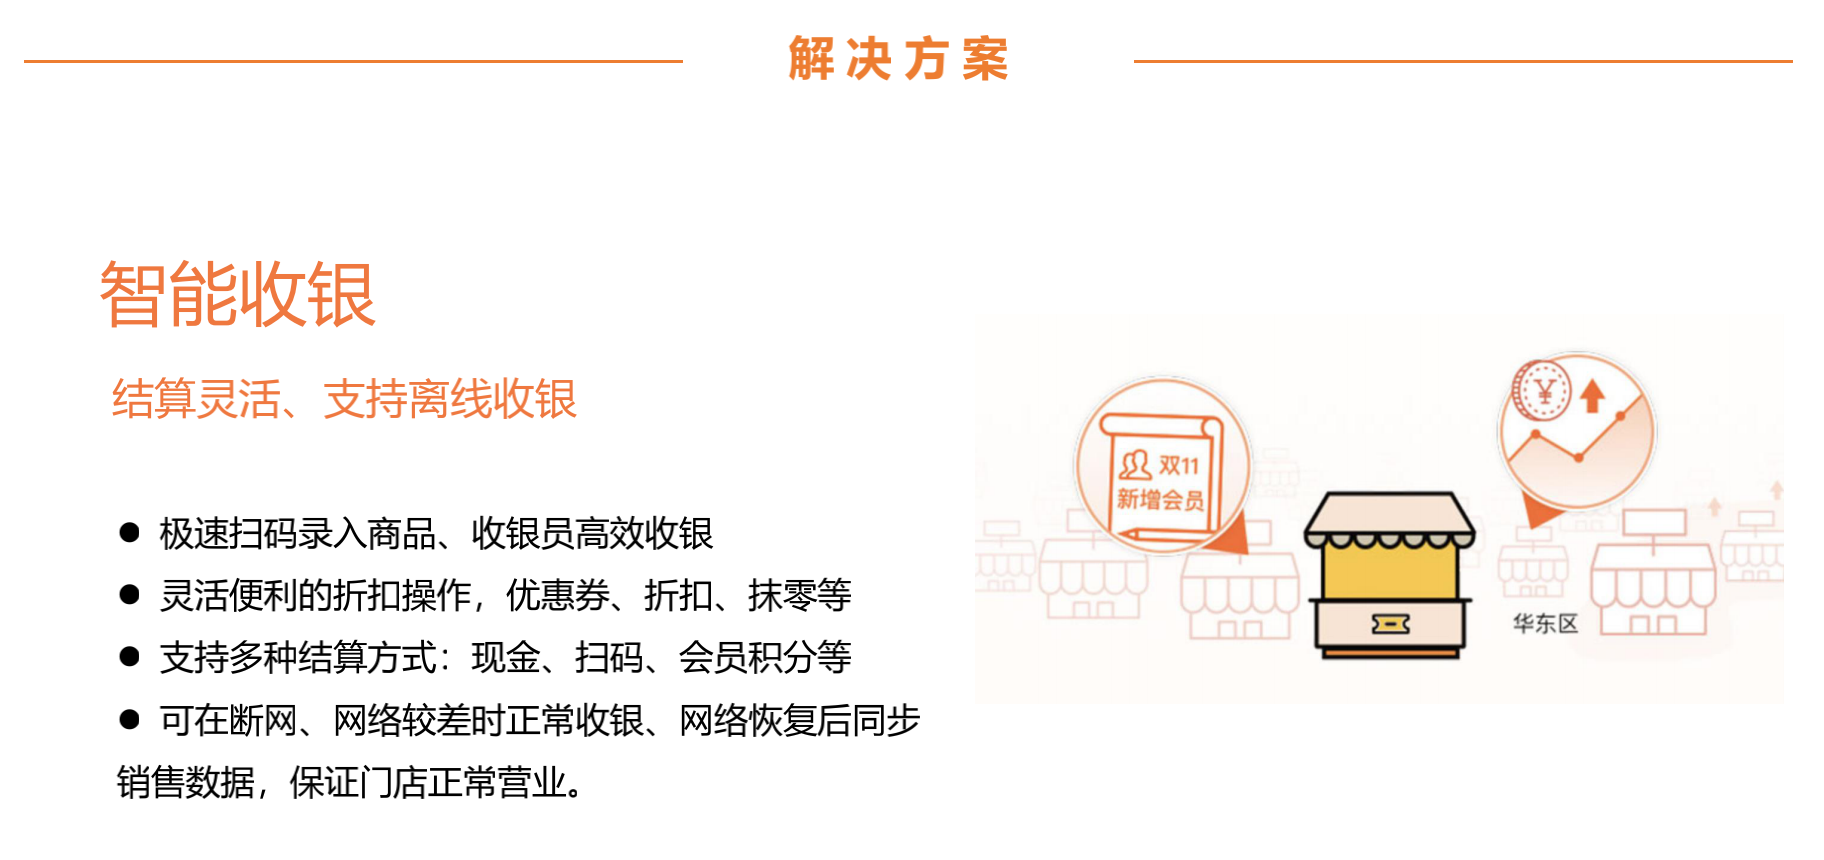 解决方案
智能收银
结算灵活、支持离线收银
● 极速扫码录入商品、收银员高效收银
● 灵活便利的折扣操作，优惠券、折扣、抹零等
● 支持多种结算方式：现金、扫码、会员积分等
● 可在断网、网络较差时正常收银、网络恢复后同步
销售数据，保证门店正常营业。
双11
新增会员
¥
华东区